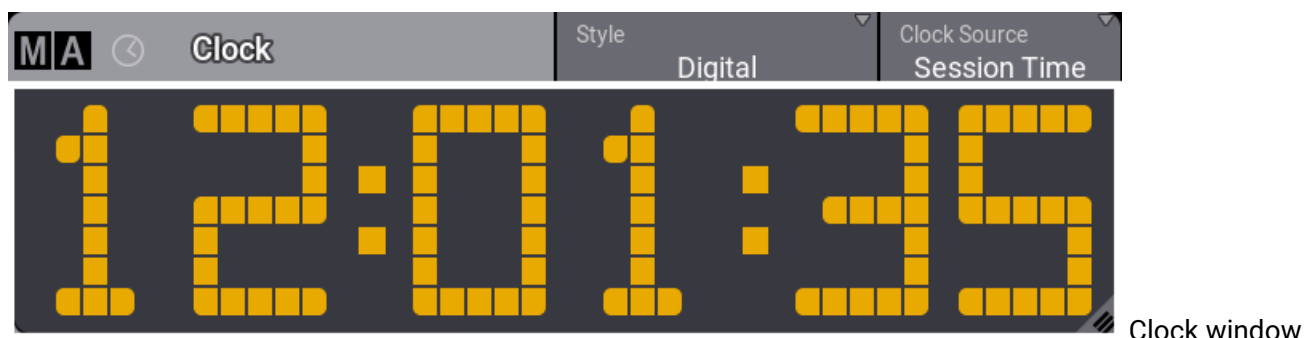 MA Clock
Style
Digital
Clock Source
Session Time
12:01:35
Clock window